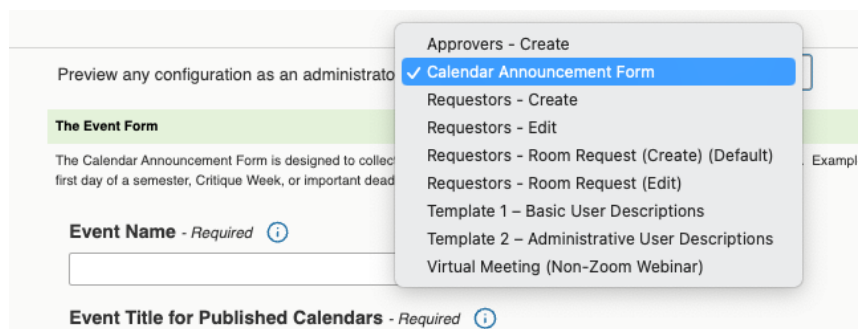 Preview any configuration as an administrato
Approvers - Create
✓ Calendar Announcement Form
Requestors - Create
Requestors - Edit
Requestors - Room Request (Create) (Default)
Requestors - Room Request (Edit)
Template 1 – Basic User Descriptions
Template 2 – Administrative User Descriptions
Virtual Meeting (Non-Zoom Webinar)
The Event Form
The Calendar Announcement Form is designed to collec . Exampl
first day of a semester, Critique Week, or important dead
Event Name - Required
Event Title for Published Calendars - Required